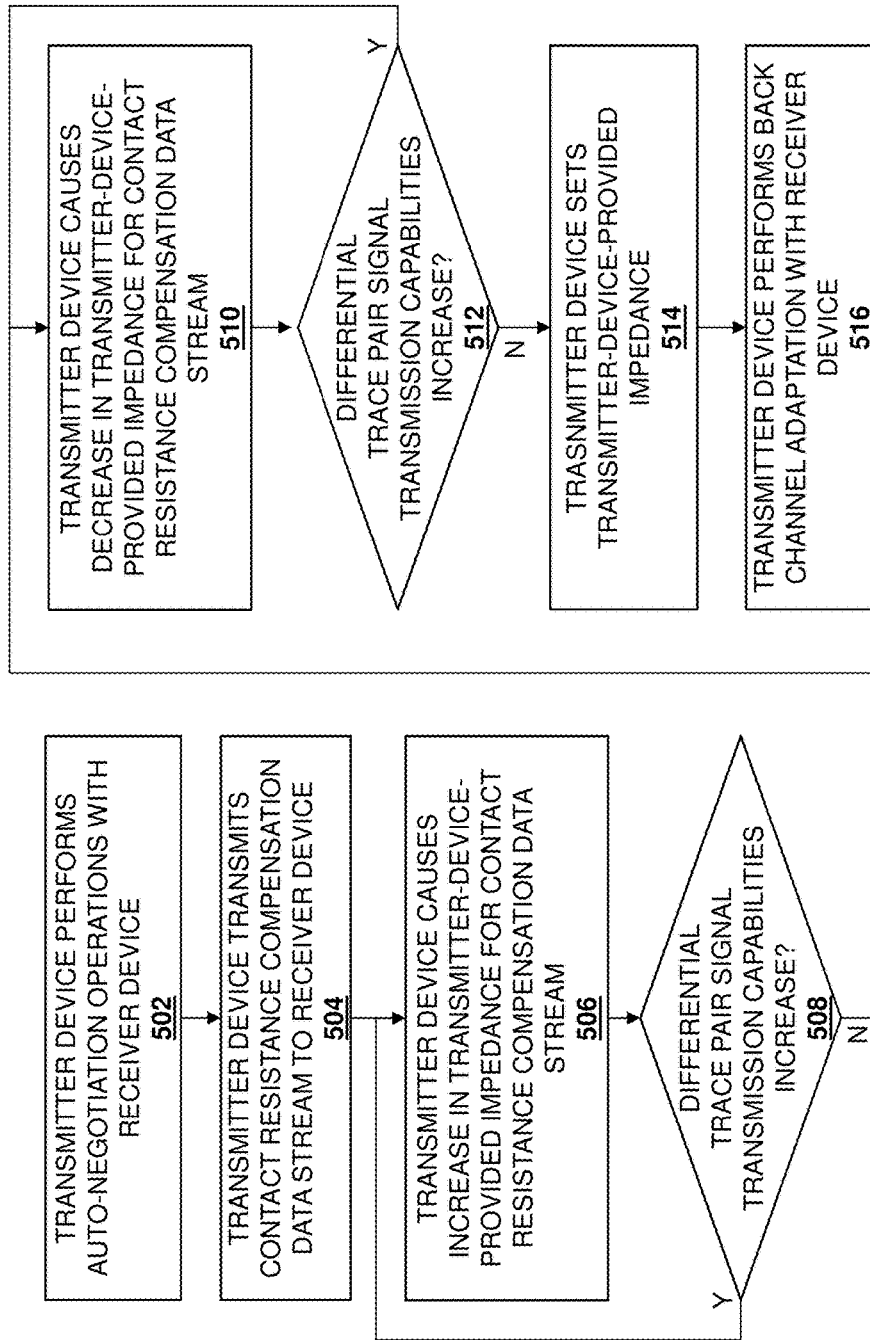 TRANSMITTER DEVICE PERFORMS
AUTO-NEGOTIATION OPERATIONS WITH
RECEIVER DEVICE
502
TRANSMITTER DEVICE TRANSMITS
CONTACT RESISTANCE COMPENSATION
DATA STREAM TO RECEIVER DEVICE
504
TRANSMITTER DEVICE CAUSES
INCREASE IN TRANSMITTER-DEVICE-
PROVIDED IMPEDANCE FOR CONTACT
RESISTANCE COMPENSATION DATA
STREAM
506
DIFFERENTIAL
TRACE PAIR SIGNAL
TRANSMISSION CAPABILITIES
INCREASE?
508
Y
N
TRANSMITTER DEVICE CAUSES
DECREASE IN TRANSMITTER-DEVICE-
PROVIDED IMPEDANCE FOR CONTACT
RESISTANCE COMPENSATION DATA
STREAM
510
DIFFERENTIAL
TRACE PAIR SIGNAL
TRANSMISSION CAPABILITIES
INCREASE?
512
Y
N
TRASNMITTER DEVICE SETS
TRANSMITTER-DEVICE-PROVIDED
IMPEDANCE
514
TRANSMITTER DEVICE PERFORMS BACK
CHANNEL ADAPTATION WITH RECEIVER
DEVICE
516